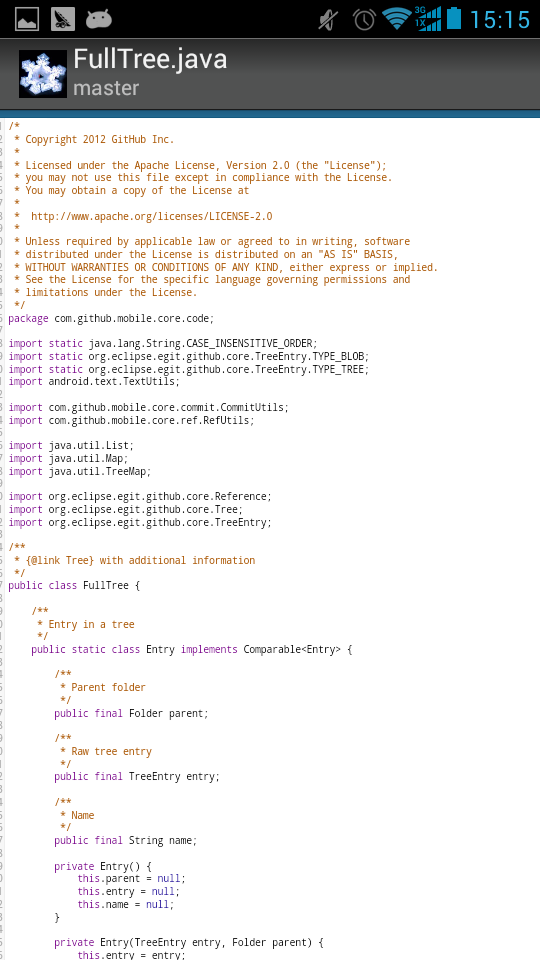 3G
1X
15:15
FullTree.java
master
/*
 * Copyright 2012 GitHub Inc.
 *
 * Licensed under the Apache License, Version 2.0 (the "License");
 * you may not use this file except in compliance with the License.
 * You may obtain a copy of the License at
 *
 *  http://www.apache.org/licenses/LICENSE-2.0
 *
 * Unless required by applicable law or agreed to in writing, software
 * distributed under the License is distributed on an "AS IS" BASIS,
 * WITHOUT WARRANTIES OR CONDITIONS OF ANY KIND, either express or implied.
 * See the License for the specific language governing permissions and
 * limitations under the License.
 */
package com.github.mobile.core.code;

import static java.lang.String.CASE_INSENSITIVE_ORDER;
import static org.eclipse.egit.github.core.TreeEntry.TYPE_BLOB;
import static org.eclipse.egit.github.core.TreeEntry.TYPE_TREE;
import android.text.TextUtils;

import com.github.mobile.core.commit.CommitUtils;
import com.github.mobile.core.ref.RefUtils;

import java.util.List;
import java.util.Map;
import java.util.TreeMap;

import org.eclipse.egit.github.core.Reference;
import org.eclipse.egit.github.core.Tree;
import org.eclipse.egit.github.core.TreeEntry;

/**
 * {@link Tree} with additional information
 */
public class FullTree {

    /**
     * Entry in a tree
     */
    public static class Entry implements Comparable<Entry> {

        /**
         * Parent folder
         */
        public final Folder parent;

        /**
         * Raw tree entry
         */
        public final TreeEntry entry;

        /**
         * Name
         */
        public final String name;

        private Entry() {
            this.parent = null;
            this.entry = null;
            this.name = null;
        }

        private Entry(TreeEntry entry, Folder parent) {
            this.entry = entry;